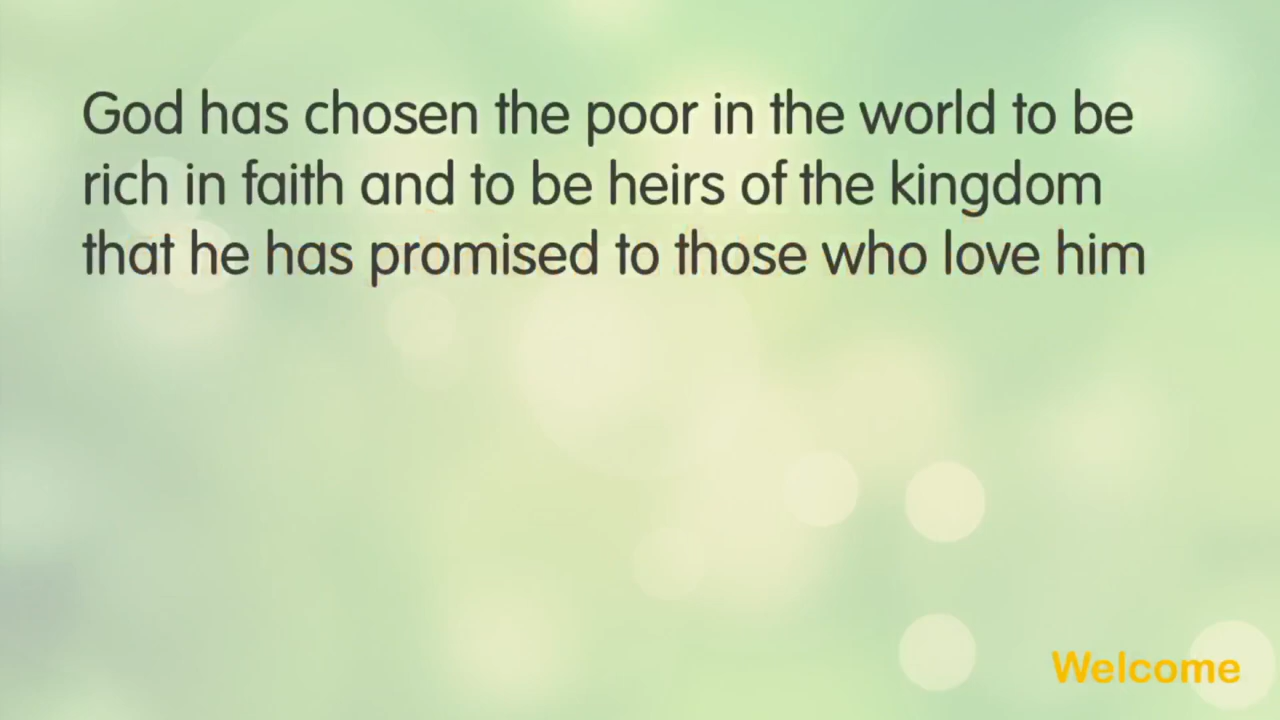 God has chosen the poor in the world to be
rich in faith and to be heirs of the kingdom
that he has promised to those who love him
Welcome